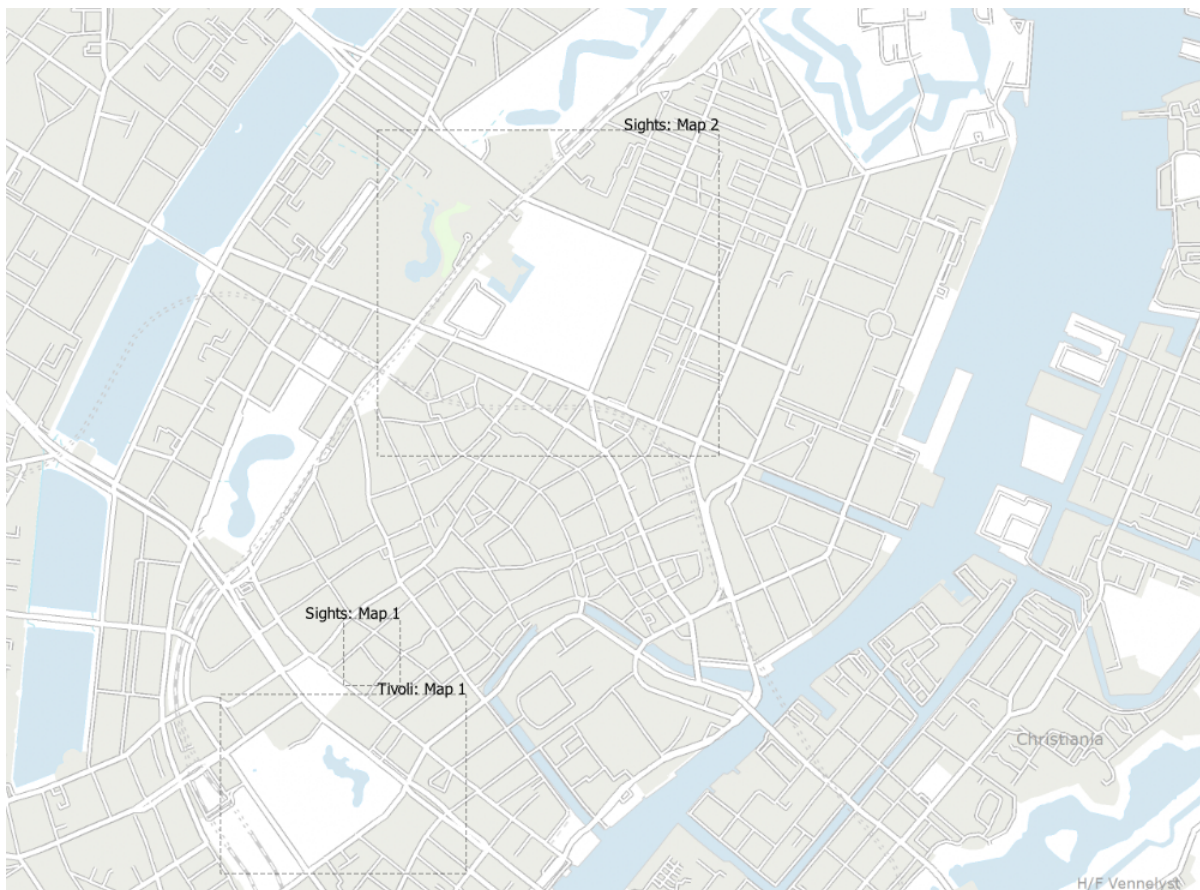 Sights: Map 2
Sights: Map 1
Tivoli: Map 1
Christiania
H/F Vennelyst